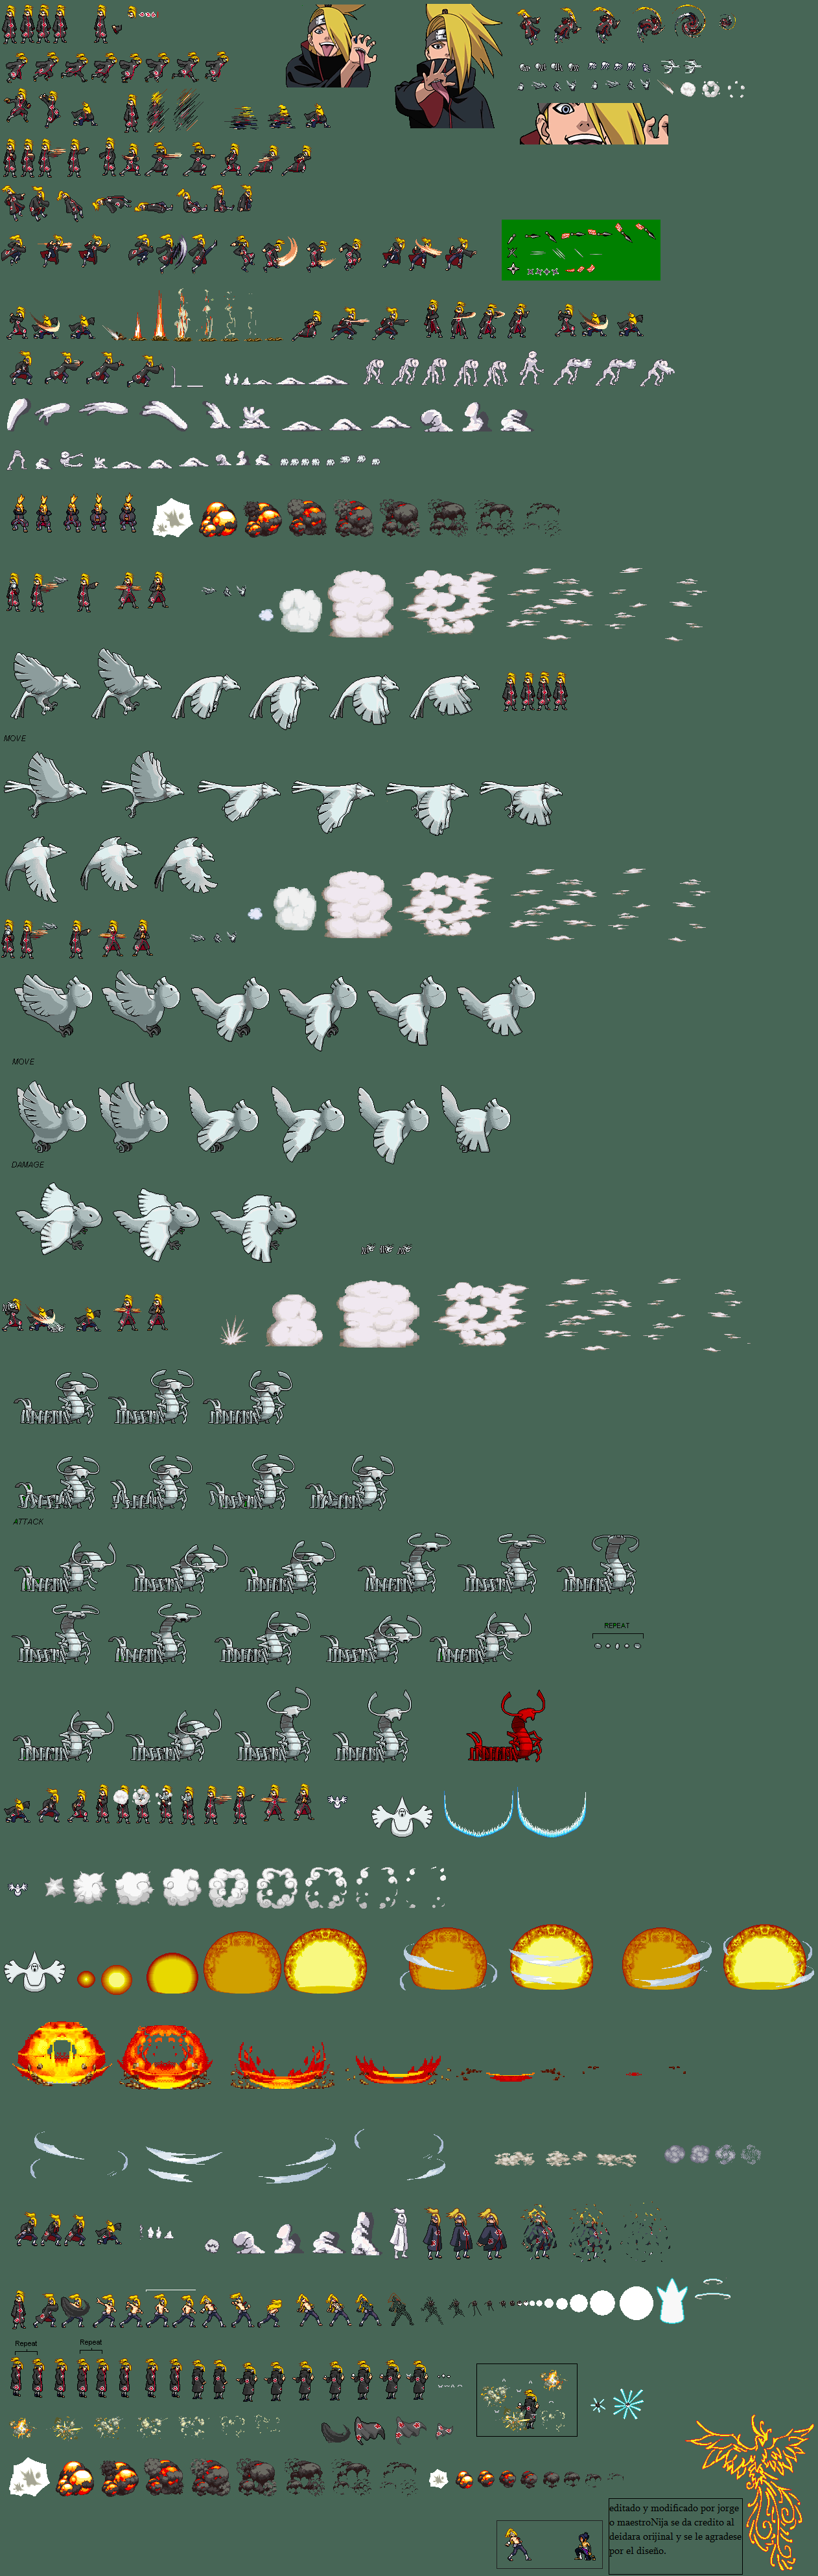 MOVE
MOVE
DAMAGE
ATTACK
REPEAT
Repeat
Repeat
editado y modificado por jorge
o maestroNija se da credito al
deidara orijinal y se le agradese
por el diseño.